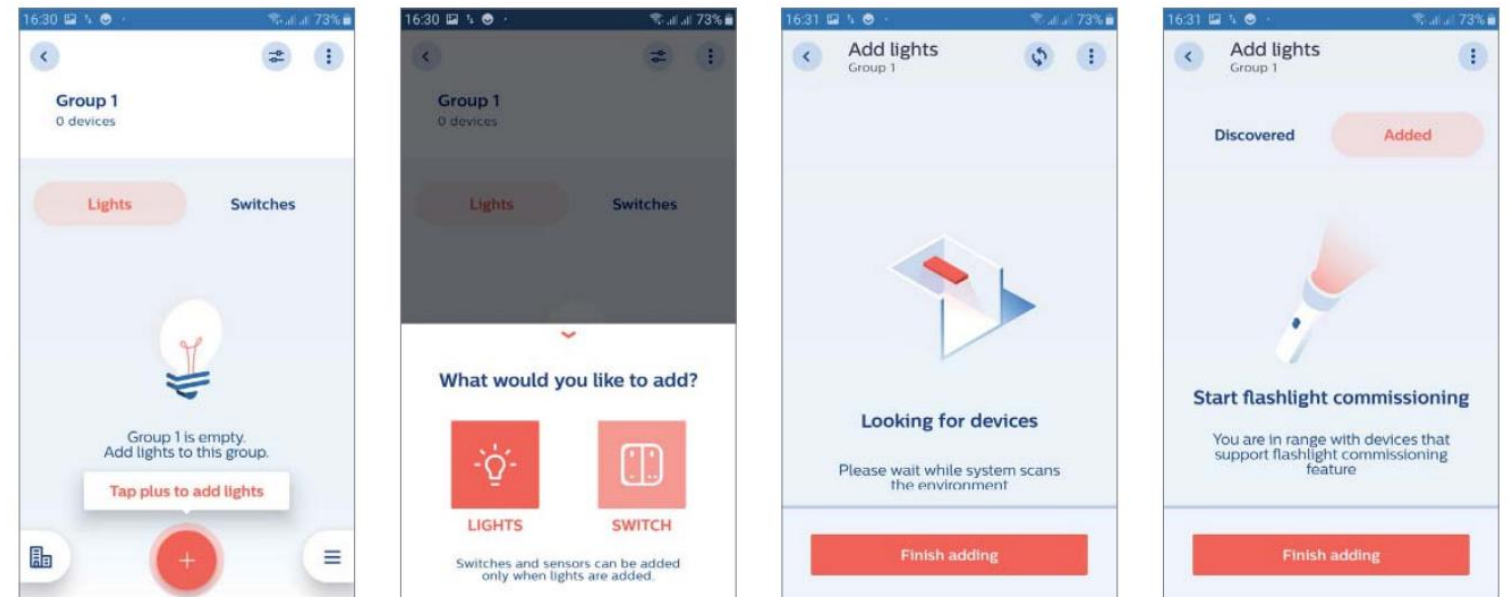 16:30
73%
Group 1
0 devices
Lights
Switches
Group 1 is empty.
Add lights to this group.
Tap plus to add lights
16:30
73%
Group 1
0 devices
Lights
Switches
What would you like to add?
LIGHTS
SWITCH
Switches and sensors can be added
only when lights are added.
16:31
73%
Add lights
Group 1
Looking for devices
Please wait while system scans
the environment
Finish adding
16:31
73%
Add lights
Group 1
Discovered
Added
Start flashlight commissioning
You are in range with devices that
support flashlight commissioning
feature
Finish adding